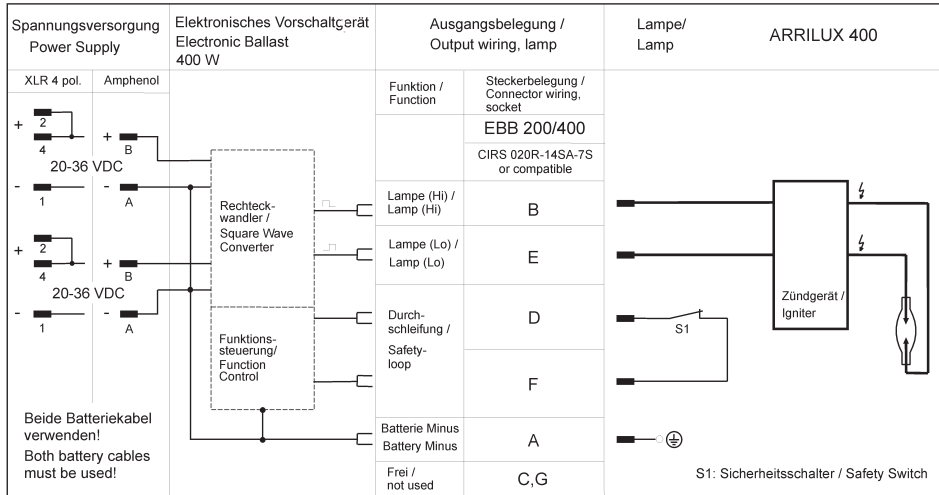 Spannungsversorgung
Power Supply
Elektronisches Vorschaltgerät
Electronic Ballast
400 W
Ausgangsbelegung /
Output wiring, lamp
Lampe/
Lamp
ARRILUX 400
XLR 4 pol.
Amphenol
Funktion /
Function
Steckerbelegung /
Connector wiring,
socket
EBB 200/400
CIRS 020R-14SA-7S
or compatible
+
2
4
+
B
20-36 VDC
-
1
-
A
+
2
4
+
B
20-36 VDC
-
1
-
A
Rechteck-
wandler /
Square Wave
Converter
Funktions-
steuerung/
Function
Control
Lampe (Hi) /
Lamp (Hi)
B
Lampe (Lo) /
Lamp (Lo)
E
Durch-
schleifung /
Safety-
loop
D
F
Batterie Minus
Battery Minus
A
Frei /
not used
C,G
S1
Zündgerät /
Igniter
Beide Batteriekabel
verwenden!
Both battery cables
must be used!
S1: Sicherheitsschalter / Safety Switch